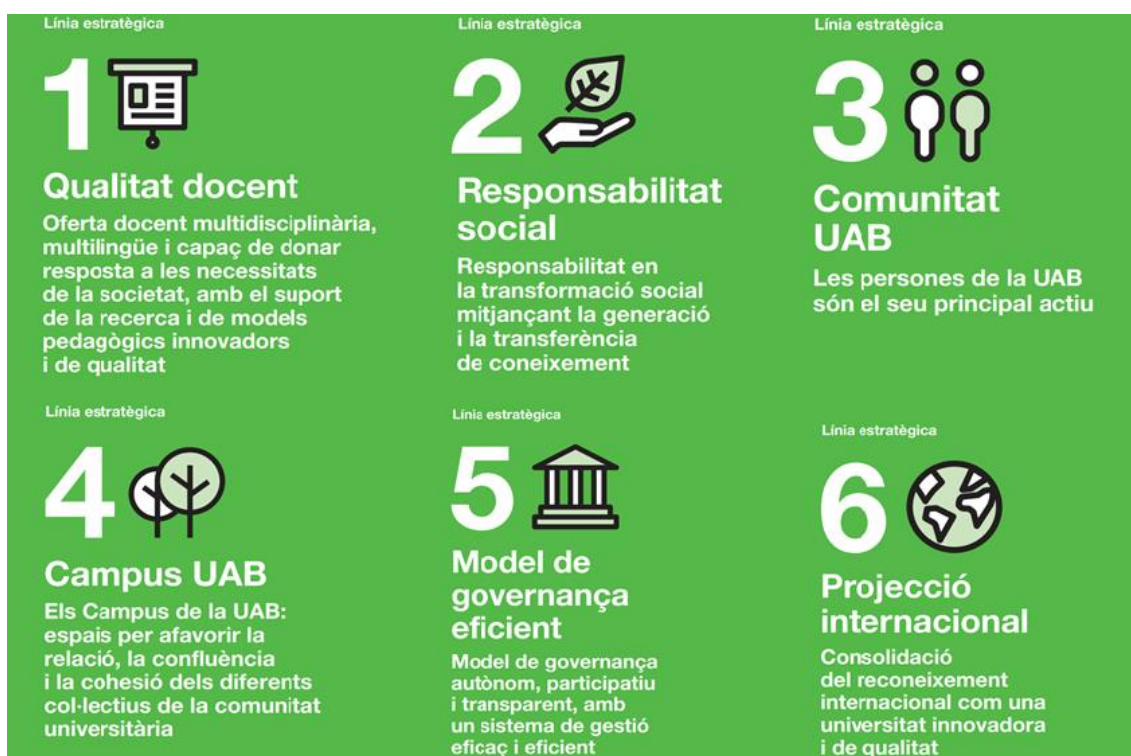 Línia estratègica
1
Qualitat docent
Oferta docent multidisciplinària,
multilingüe i capaç de donar
resposta a les necessitats
de la societat, amb el suport
de la recerca i de models
pedagògics innovadors
i de qualitat
Línia estratègica
2
Responsabilitat
social
Responsabilitat en
la transformació social
mitjançant la generació
i la transferència
de coneixement
Línia estratègica
3
Comunitat
UAB
Les persones de la UAB
són el seu principal actiu
Línia estratègica
4
Campus UAB
Els Campus de la UAB:
espais per afavorir la
relació, la confluència
i la cohesió dels diferents
col·lectius de la comunitat
universitària
Línia estratègica
5
Model de
governança
eficient
Model de governança
autònom, participatiu
i transparent, amb
un sistema de gestió
eficaç i eficient
Línia estratègica
6
Projecció
internacional
Consolidació
del reconeixement
internacional com una
universitat innovadora
i de qualitat